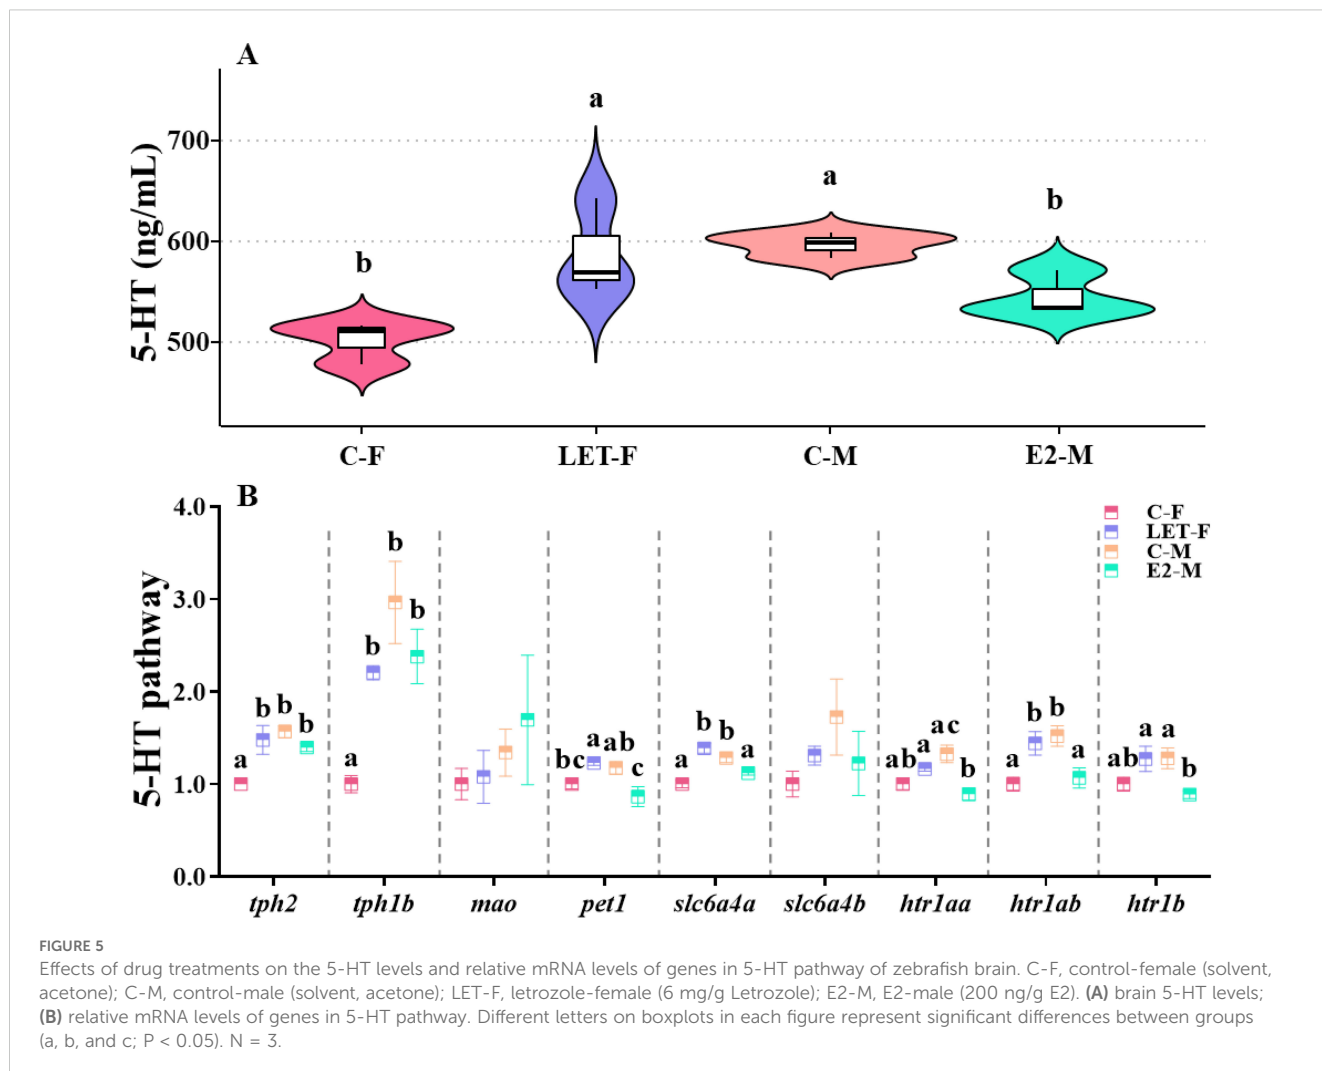 A
5-HT (ng/mL)
700
600
500
b
a
a
b
C-F
LET-F
C-M
E2-M
B
5-HT pathway
4.0
3.0
2.0
1.0
0.0
C-F
LET-F
C-M
E2-M
a b b b
a b b b
bc a ab c
a b b a
ab a a c b
a b b a
ab a a b
tph2 tph1b mao pet1 slc6a4a slc6a4b htr1aa htr1ab htr1b
FIGURE 5
Effects of drug treatments on the 5-HT levels and relative mRNA levels of genes in 5-HT pathway of zebrafish brain. C-F, control-female (solvent,
acetone); C-M, control-male (solvent, acetone); LET-F, letrozole-female (6 mg/g Letrozole); E2-M, E2-male (200 ng/g E2). (A) brain 5-HT levels;
(B) relative mRNA levels of genes in 5-HT pathway. Different letters on boxplots in each figure represent significant differences between groups
(a, b, and c; P < 0.05). N = 3.